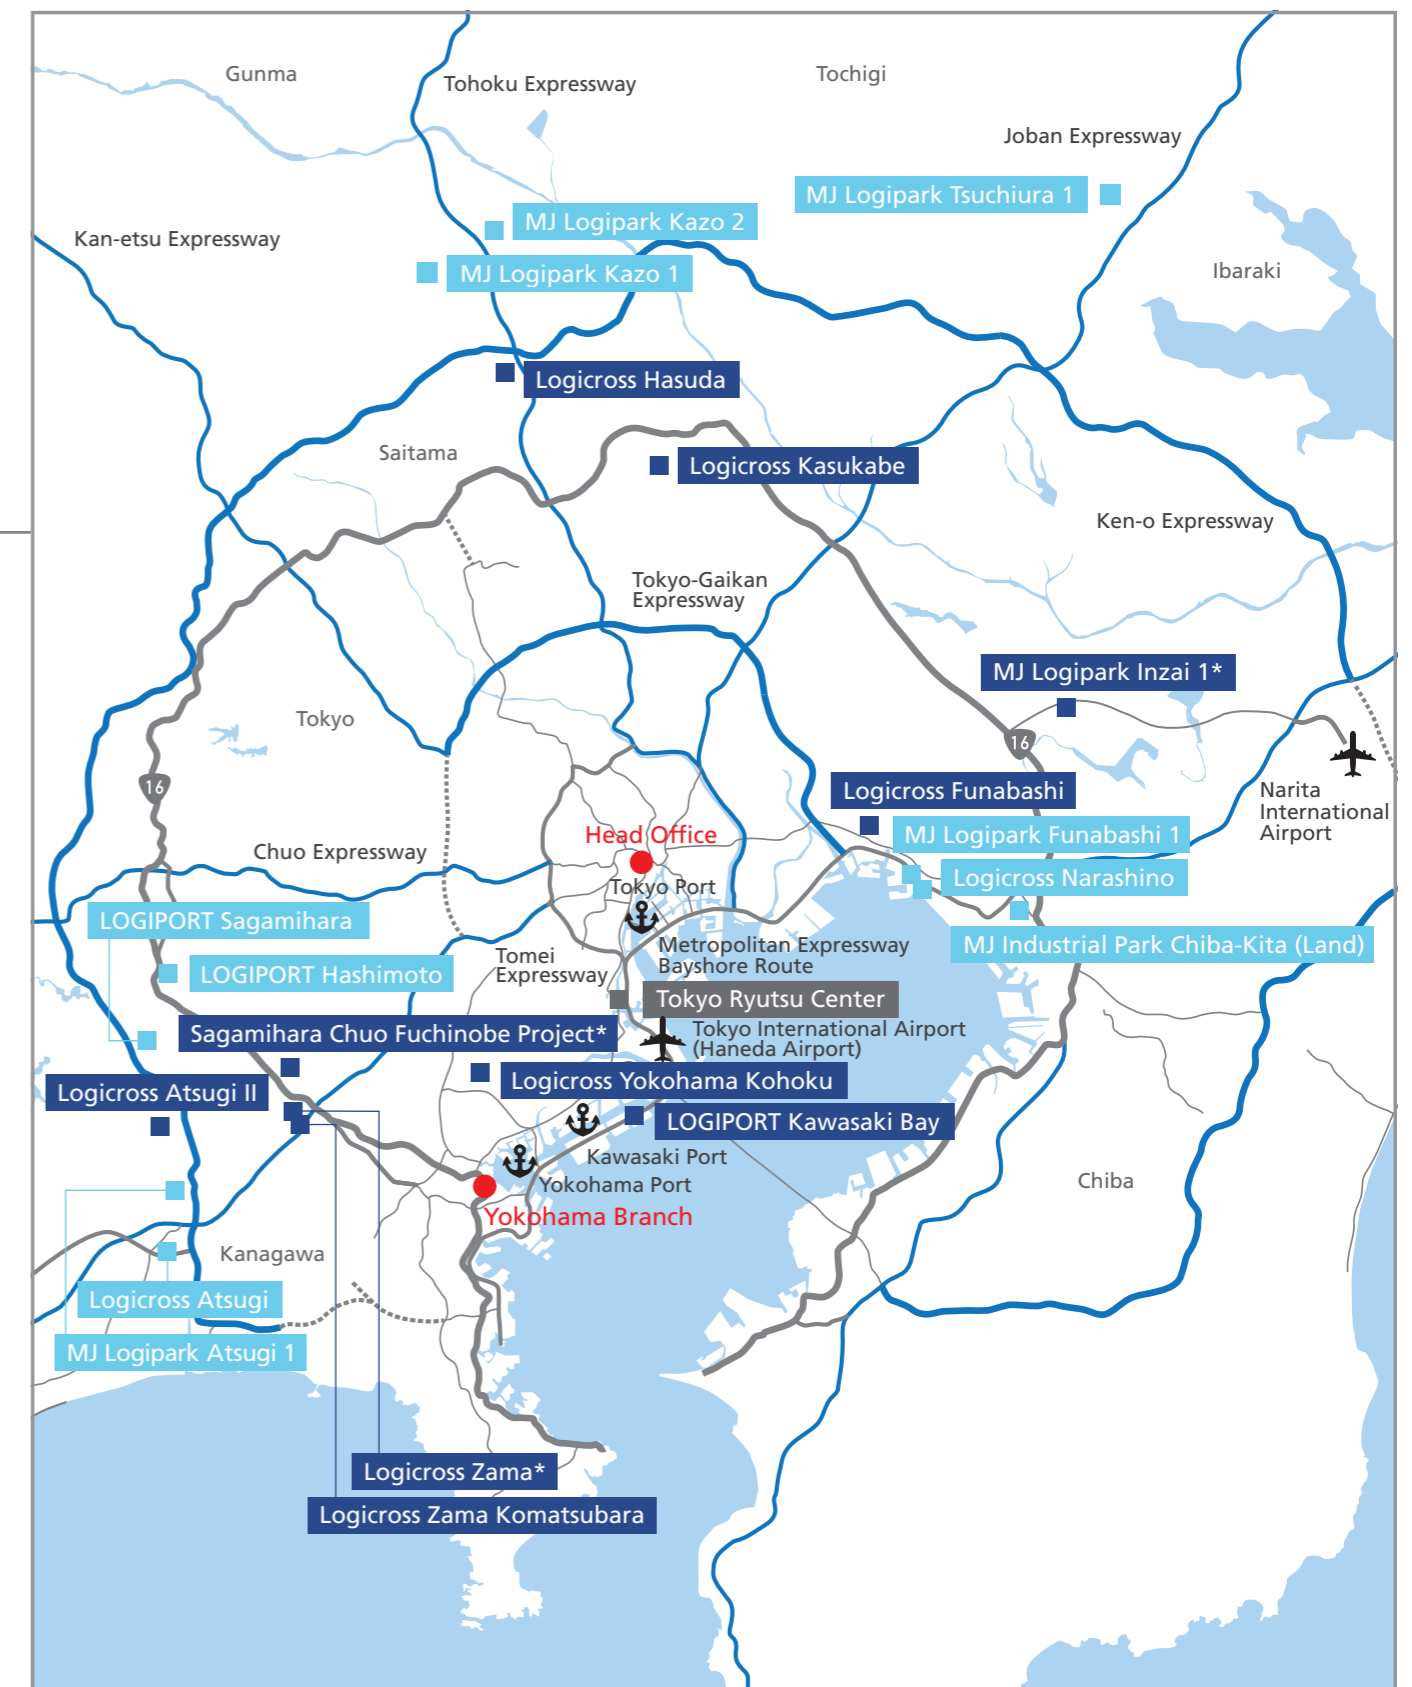 Gunma
Tohoku Expressway
Tochigi
Joban Expressway
MJ Logipark Tsuchiura 1
MJ Logipark Kazo 2
Kan-etsu Expressway
MJ Logipark Kazo 1
Ibaraki
Logicross Hasuda
Saitama
Logicross Kasukabe
Ken-o Expressway
Tokyo-Gaikan
Expressway
MJ Logipark Inzai 1*
Tokyo
16
16
Logicross Funabashi
Narita
International
Airport
Head Office
MJ Logipark Funabashi 1
Chuo Expressway
Tokyo Port
Logicross Narashino
LOGIPORT Sagamihara
Metropolitan Expressway
Bayshore Route
MJ Industrial Park Chiba-Kita (Land)
Tomei
Expressway
LOGIPORT Hashimoto
Tokyo Ryutsu Center
Sagamihara Chuo Fuchinobe Project*
Tokyo International Airport
(Haneda Airport)
Logicross Yokohama Kohoku
Logicross Atsugi II
LOGIPORT Kawasaki Bay
Kawasaki Port
Yokohama Port
Chiba
Yokohama Branch
Kanagawa
Logicross Atsugi
MJ Logipark Atsugi 1
Logicross Zama*
Logicross Zama Komatsubara